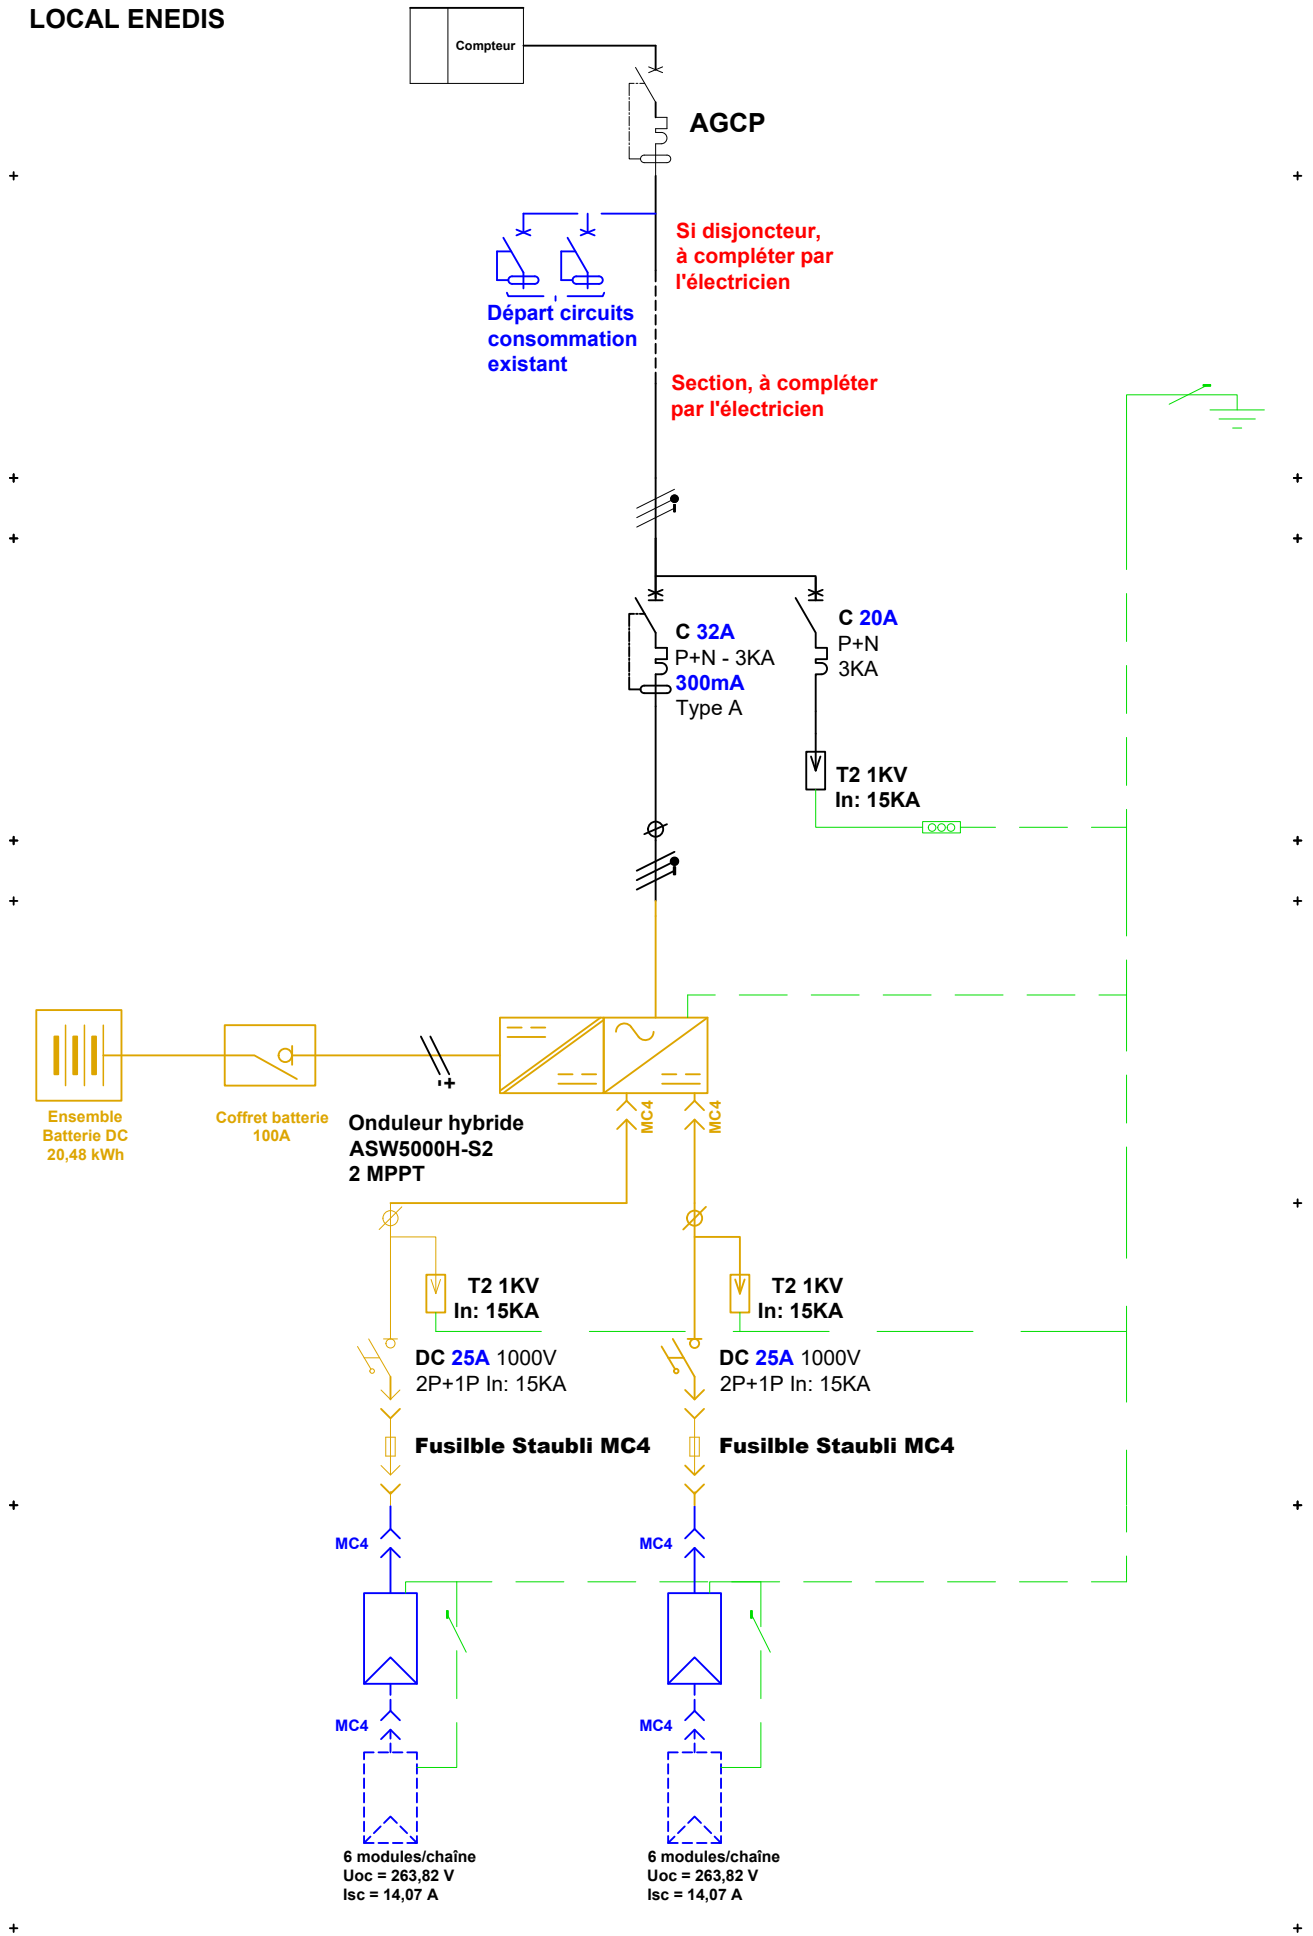 LOCAL ENEDIS
Compteur
AGCP
Si disjoncteur,
à compléter par
l'électricien
Départ circuits
consommation
existant
Section, à compléter
par l'électricien
C 32A
P+N - 3KA
300mA
Type A
C 20A
P+N
3KA
T2 1KV
In: 15KA
Ensemble
Batterie DC
20,48 kWh
Coffret batterie
100A
Onduleur hybride
ASW5000H-S2
2 MPPT
MC4
MC4
T2 1KV
In: 15KA
T2 1KV
In: 15KA
DC 25A 1000V
2P+1P In: 15KA
DC 25A 1000V
2P+1P In: 15KA
Fusilble Staubli MC4
Fusilble Staubli MC4
MC4
MC4
MC4
MC4
6 modules/chaîne
Uoc = 263,82 V
Isc = 14,07 A
6 modules/chaîne
Uoc = 263,82 V
Isc = 14,07 A